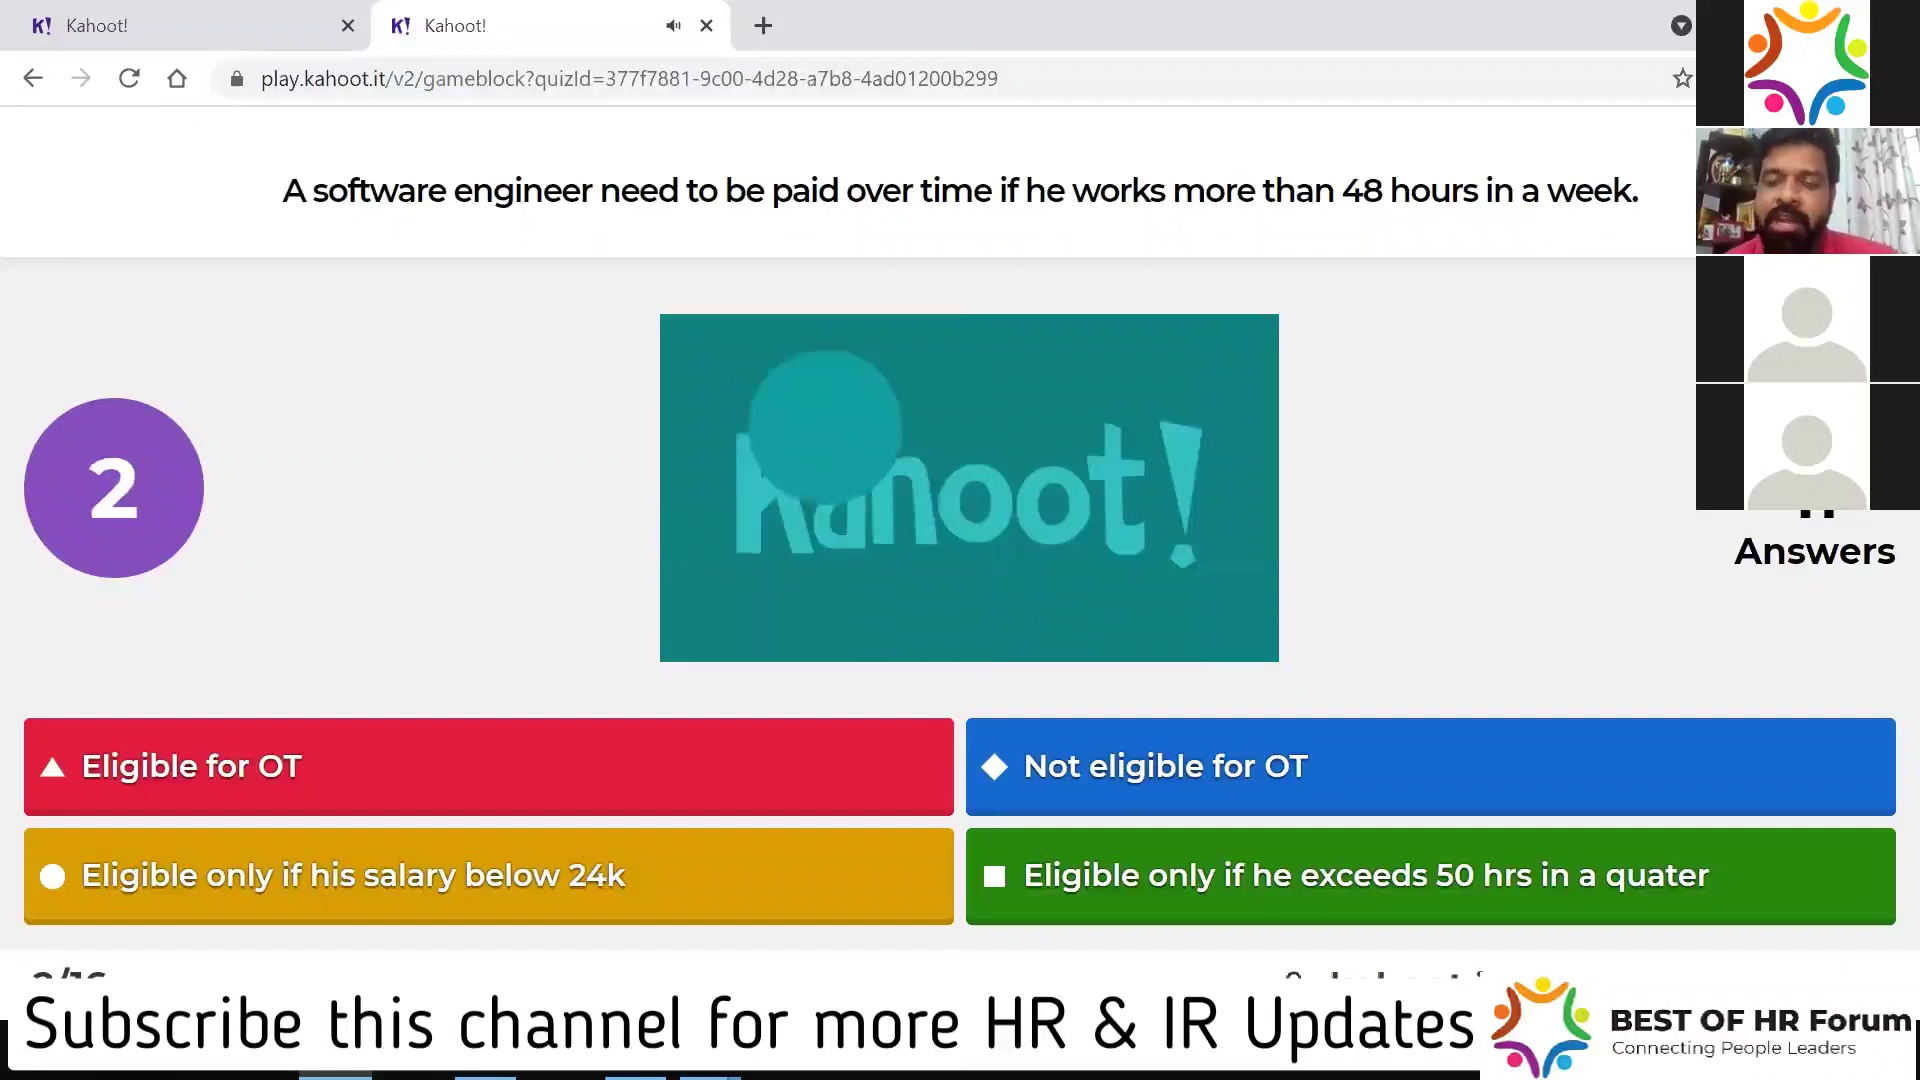 Kahoot!
Kahoot!
play.kahoot.it/v2/gameblock?quizId=377f7881-9c00-4d28-a7b8-4ad01200b299
A software engineer need to be paid over time if he works more than 48 hours in a week.
2
Kahoot!
Answers
Eligible for OT
Not eligible for OT
Eligible only if his salary below 24k
Eligible only if he exceeds 50 hrs in a quater
Subscribe this channel for more HR & IR Updates
BEST OF HR Forum
Connecting People Leaders